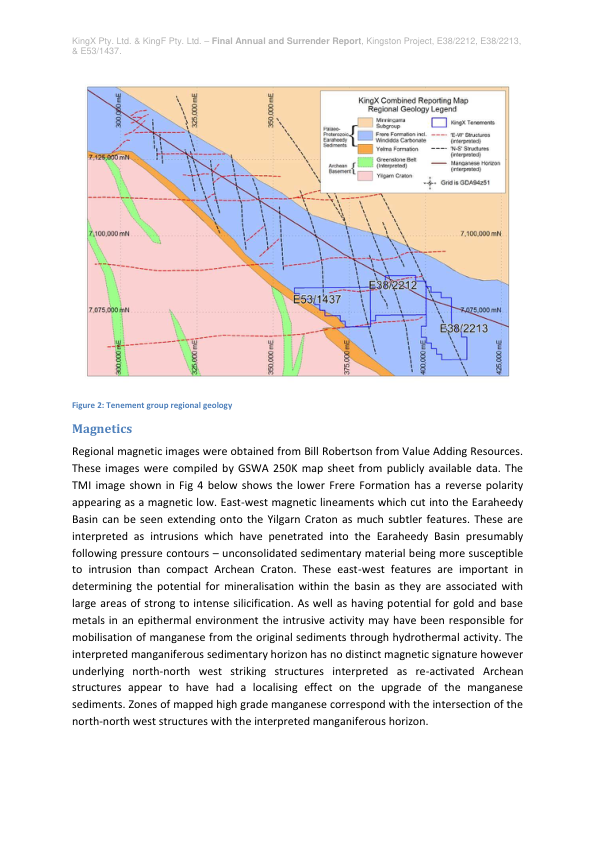 KingX Pty. Ltd. & KingF Pty. Ltd. – Final Annual and Surrender Report, Kingston Project, E38/2212, E38/2213,
& E53/1437.
300,000 mE
325,000 mE
350,000 mE
KingX Combined Reporting Map
Regional Geology Legend
Palaeo-
Proterozoic
Earaheedy
Sediments
Minningarra
Subgroup
Frere Formation incl.
Windidda Carbonate
Yelma Formation
Archean
Basement
Greenstone Belt
(Interpreted)
Yilgarn Craton
KingX Tenements
'E-W' Structures
(interpreted)
'N-S' Structures
(interpreted)
Manganese Horizon
(interpreted)
Grid is GDA94z51
7,125,000 mN
7,100,000 mN
7,100,000 mN
E38/2212
E53/1437
7,075,000 mN
7,075,000 mN
E38/2213
300,000 mE
325,000 mE
375,000 mE
400,000 mE
425,000 mE
Figure 2: Tenement group regional geology
Magnetics
Regional magnetic images were obtained from Bill Robertson from Value Adding Resources.
These images were compiled by GSWA 250K map sheet from publicly available data. The
TMI image shown in Fig 4 below shows the lower Frere Formation has a reverse polarity
appearing as a magnetic low. East-west magnetic lineaments which cut into the Earaheedy
Basin can be seen extending onto the Yilgarn Craton as much subtler features. These are
interpreted as intrusions which have penetrated into the Earaheedy Basin presumably
following pressure contours – unconsolidated sedimentary material being more susceptible
to intrusion than compact Archean Craton. These east-west features are important in
determining the potential for mineralisation within the basin as they are associated with
large areas of strong to intense silicification. As well as having potential for gold and base
metals in an epithermal environment the intrusive activity may have been responsible for
mobilisation of manganese from the original sediments through hydrothermal activity. The
interpreted manganiferous sedimentary horizon has no distinct magnetic signature however
underlying north-north west striking structures interpreted as re-activated Archean
structures appear to have had a localising effect on the upgrade of the manganese
sediments. Zones of mapped high grade manganese correspond with the intersection of the
north-north west structures with the interpreted manganiferous horizon.